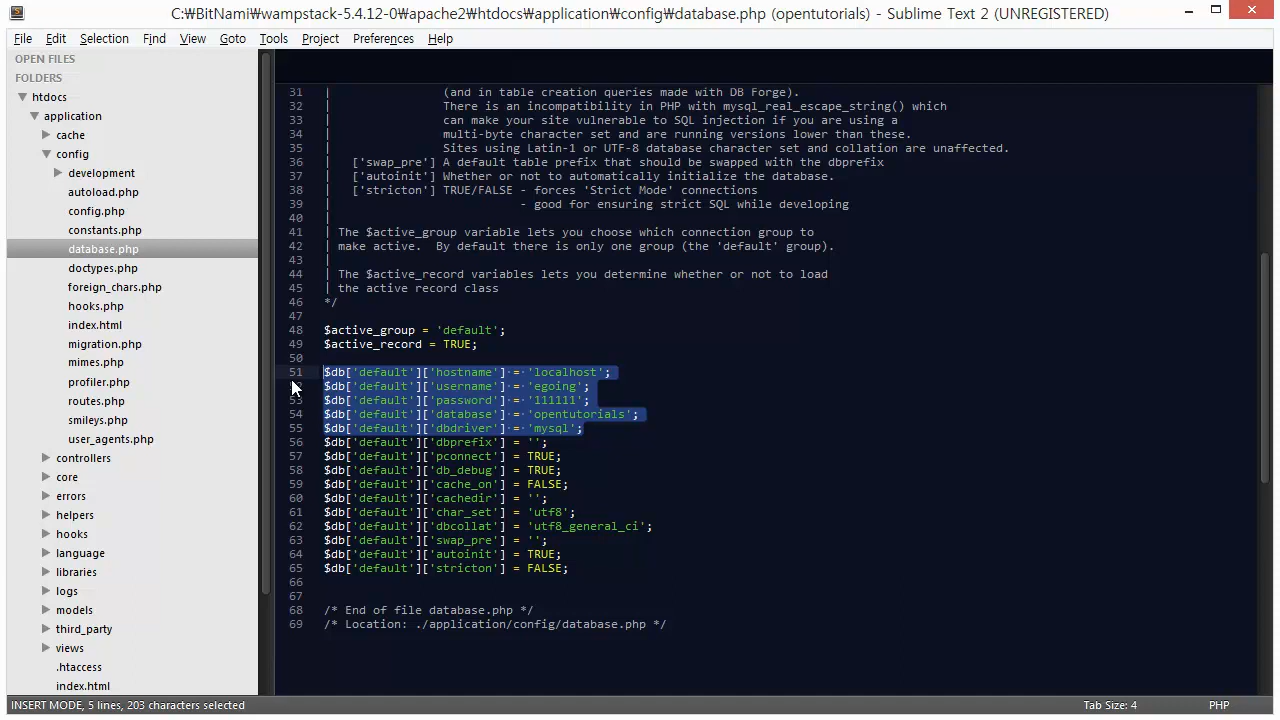 C:₩BitNami₩wampstack-5.4.12-0₩apache2₩htdocs₩application₩config₩database.php (opentutorials) - Sublime Text 2 (UNREGISTERED)
File Edit Selection Find View Goto Tools Project Preferences Help
OPEN FILES
FOLDERS
htdocs
application
cache
config
development
autoload.php
config.php
constants.php
database.php
doctypes.php
foreign_chars.php
hooks.php
index.html
migration.php
mimes.php
profiler.php
routes.php
smileys.php
user_agents.php
controllers
core
errors
helpers
hooks
language
libraries
logs
models
third_party
views
.htaccess
index.html
31 | (and in table creation queries made with DB Forge).
32 | There is an incompatibility in PHP with mysql_real_escape_string() which
33 | can make your site vulnerable to SQL injection if you are using a
34 | multi-byte character set and are running versions lower than these.
35 | Sites using Latin-1 or UTF-8 database character set and collation are unaffected.
36 | ['swap_pre'] A default table prefix that should be swapped with the dbprefix
37 | ['autoinit'] Whether or not to automatically initialize the database.
38 | ['stricton'] TRUE/FALSE - forces 'Strict Mode' connections
39 | - good for ensuring strict SQL while developing
40 |
41 | The $active_group variable lets you choose which connection group to
42 | make active.  By default there is only one group (the 'default' group).
43 |
44 | The $active_record variables lets you determine whether or not to load
45 | the active record class
46 */
47
48 $active_group = 'default';
49 $active_record = TRUE;
50
51 $db['default']['hostname'] = 'localhost';
$db['default']['username'] = 'egoing';
53 $db['default']['password'] = '111111';
54 $db['default']['database'] = 'opentutorials';
55 $db['default']['dbdriver'] = 'mysql';
56 $db['default']['dbprefix'] = '';
57 $db['default']['pconnect'] = TRUE;
58 $db['default']['db_debug'] = TRUE;
59 $db['default']['cache_on'] = FALSE;
60 $db['default']['cachedir'] = '';
61 $db['default']['char_set'] = 'utf8';
62 $db['default']['dbcollat'] = 'utf8_general_ci';
63 $db['default']['swap_pre'] = '';
64 $db['default']['autoinit'] = TRUE;
65 $db['default']['stricton'] = FALSE;
66
67
68 /* End of file database.php */
69 /* Location: ./application/config/database.php */
INSERT MODE, 5 lines, 203 characters selected Tab Size: 4 PHP